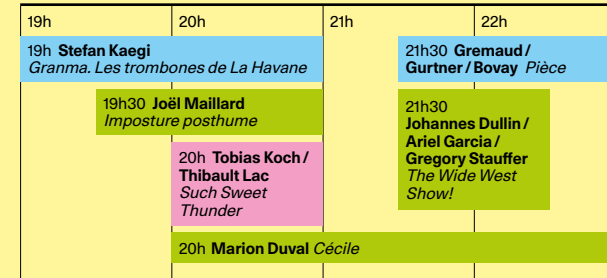 19h 20h 21h 22h
19h Stefan Kaegi
Granma. Les trombones de La Havane
21h30 Gremaud /
Gurtner / Bovay Pièce
19h30 Joël Maillard
Imposture posthume
21h30
Johannes Dullin /
Ariel Garcia /
Gregory Stauffer
The Wide West
Show!
20h Tobias Koch /
Thibault Lac
Such Sweet
Thunder
20h Marion Duval Cécile